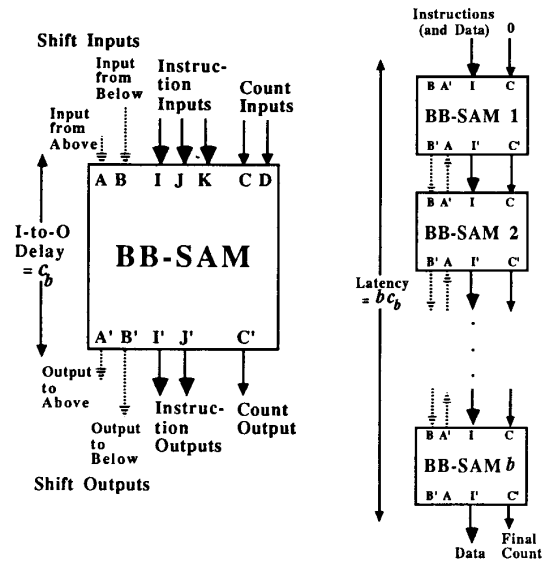 Shift Inputs
Input
from
Below
Instruc-
tion
Inputs
Count
Inputs
Input
from
Above
A B I J K C D
I-to-O
Delay
= cb
BB-SAM
A' B' I' J' C'
Output
to
Above
Instruc-
tion
Outputs
Count
Output
Output
to
Below
Shift Outputs
Instructions
(and Data) 0
B A' I C
BB-SAM 1
B' A I' C'
B A' I C
BB-SAM 2
B' A I' C'
Latency
= bcb
B A' I C
BB-SAM b
B' A I' C'
Data
Final
Count